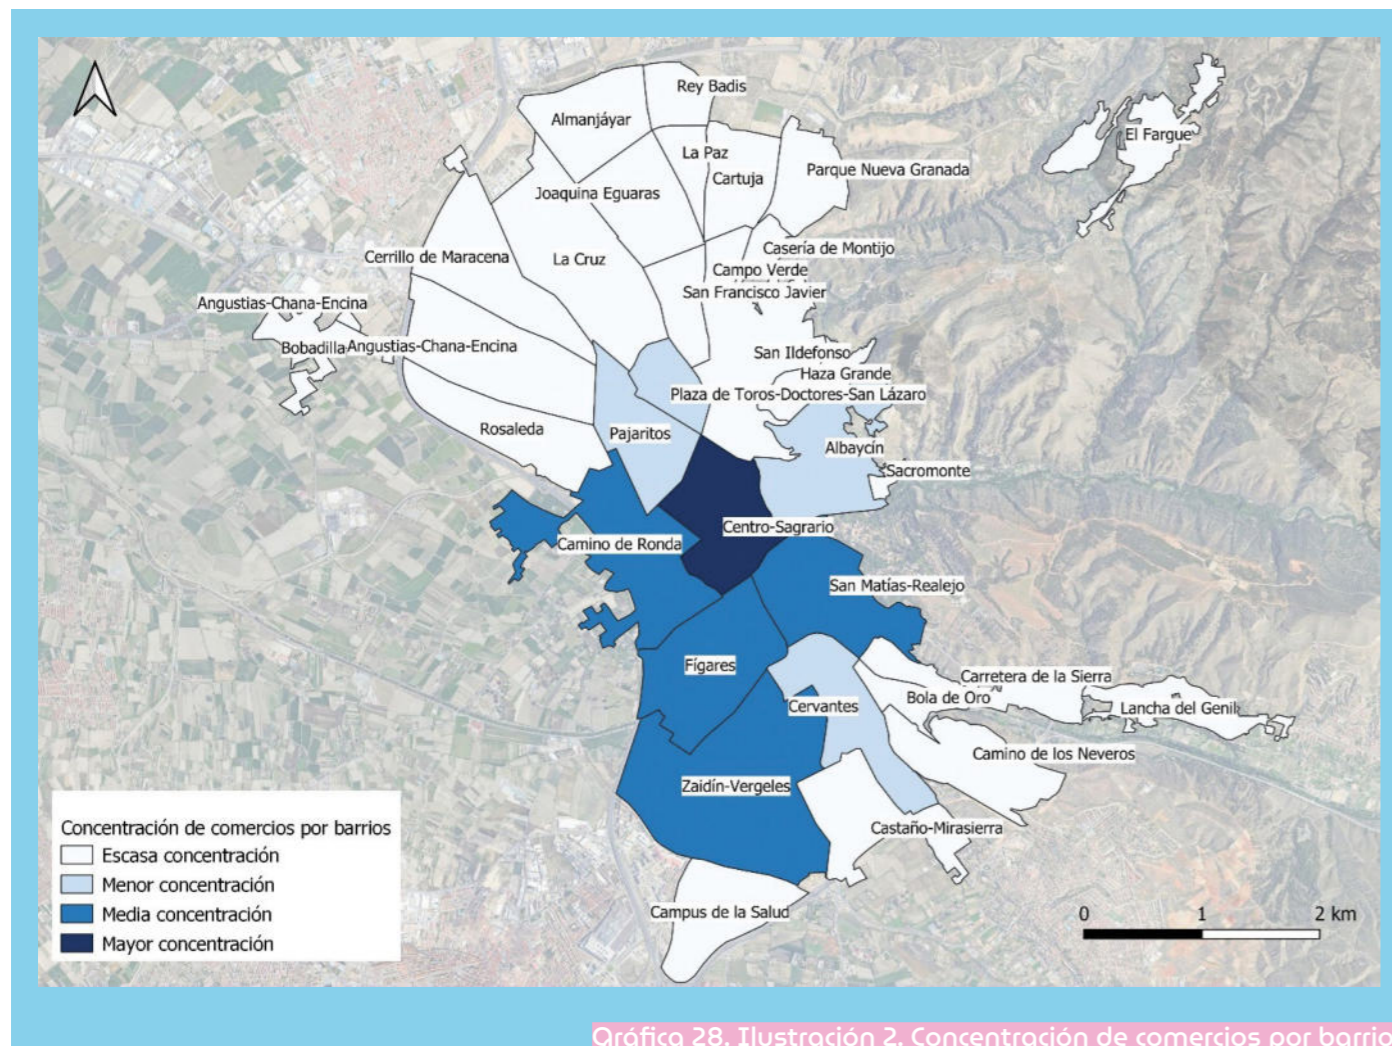 Rey Badis
Almanjáyar
El Fargue
La Paz
Cartuja
Parque Nueva Granada
Joaquina Eguaras
Casería de Montijo
Cerrillo de Maracena
La Cruz
Campo Verde
San Francisco Javier
Angustias-Chana-Encina
Bobadilla
Angustias-Chana-Encina
San Ildefonso
Haza Grande
Plaza de Toros-Doctores-San Lázaro
Rosaleda
Pajaritos
Albaycín
Sacromonte
Centro-Sagrario
Camino de Ronda
San Matías-Realejo
Fígares
Carretera de la Sierra
Bola de Oro
Cervantes
Lancha del Genil
Camino de los Neveros
Zaidín-Vergeles
Castaño-Mirasierra
Campus de la Salud
Concentración de comercios por barrios
Escasa concentración
Menor concentración
Media concentración
Mayor concentración
0 1 2 km
Gráfica 28. Ilustración 2. Concentración de comercios por barrio